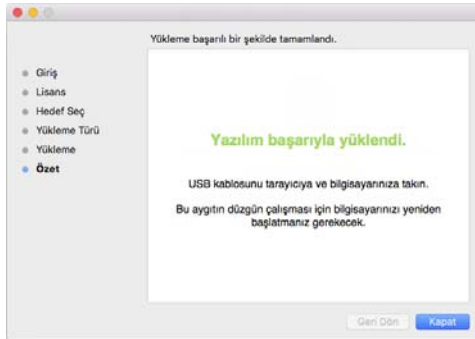 Yükleme başarılı bir şekilde tamamlandı.
Giriş
Lisans
Hedef Seç
Yükleme Türü
Yükleme
Özet
Yazılım başarıyla yüklendi.
USB kablosunu tarayıcıya ve bilgisayarınıza takın.
Bu aygıtın düzgün çalışması için bilgisayarınızı yeniden
başlatmanız gerekecek.
Geri Dön
Kapat